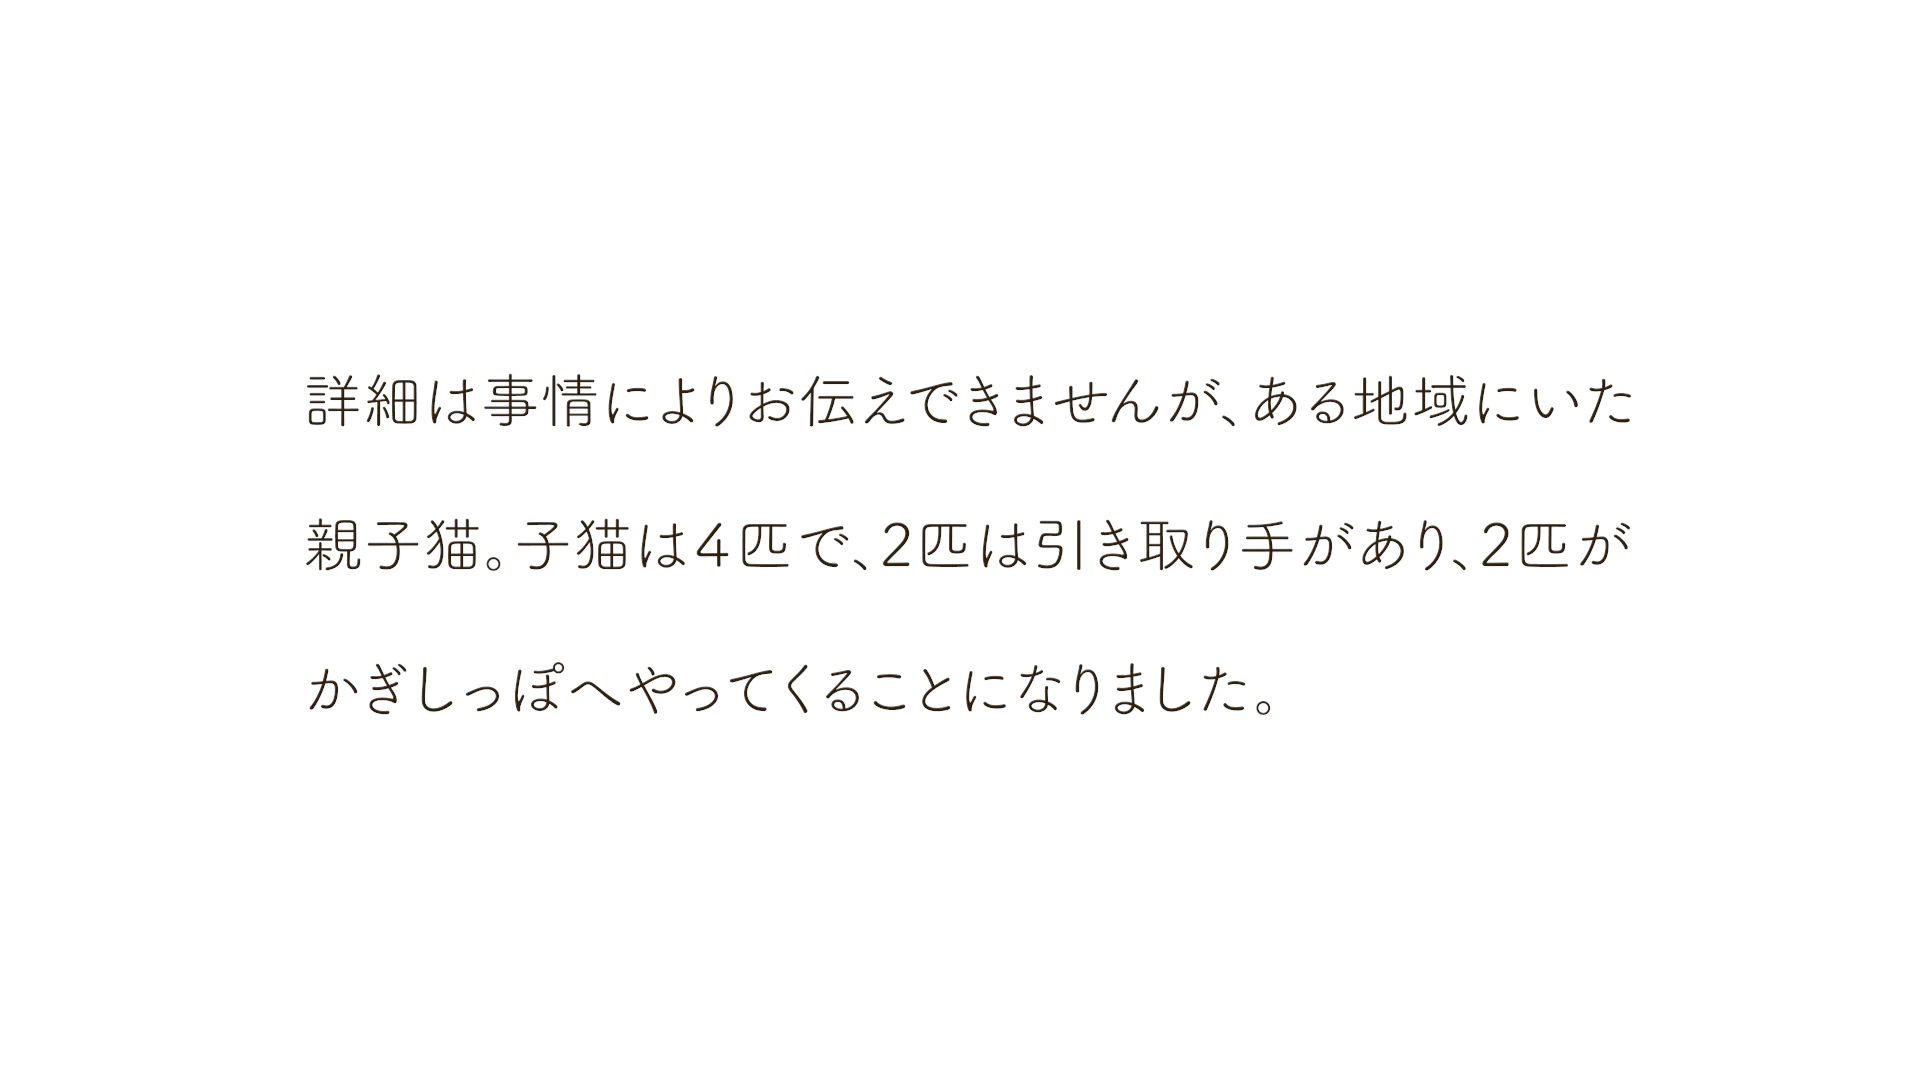 詳細は事情によりお伝えできませんが、ある地域にいた
親子猫。子猫は4匹で、2匹は引き取り手があり、2匹が
かぎしっぽへやってくることになりました。